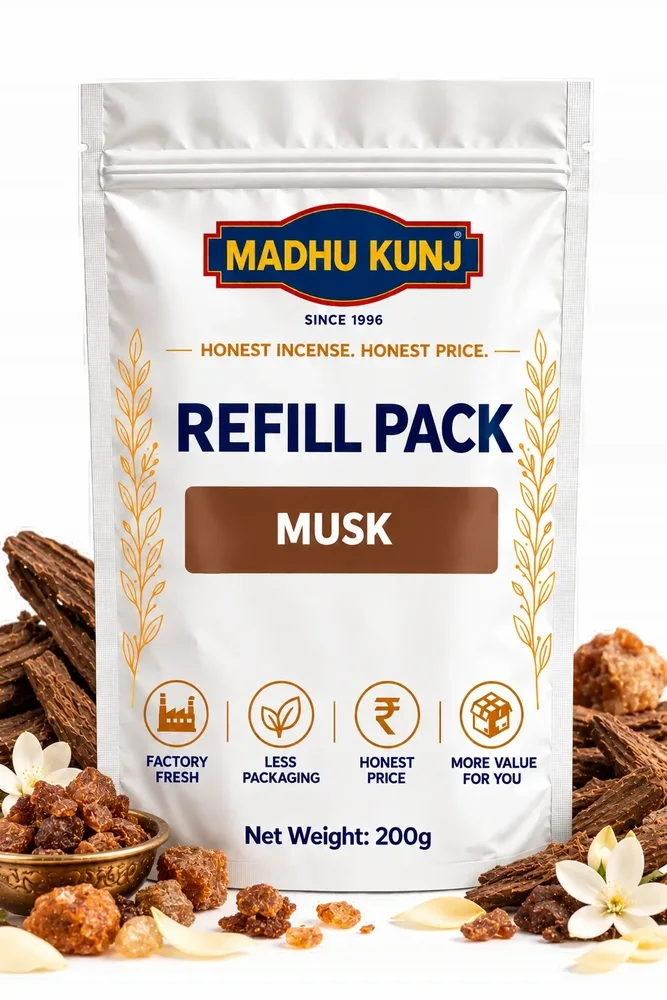 MADHU KUNJ®
SINCE 1996
HONEST INCENSE. HONEST PRICE.
REFILL PACK
MUSK
FACTORY
FRESH
LESS
PACKAGING
₹
HONEST
PRICE
MORE VALUE
FOR YOU
Net Weight: 200g